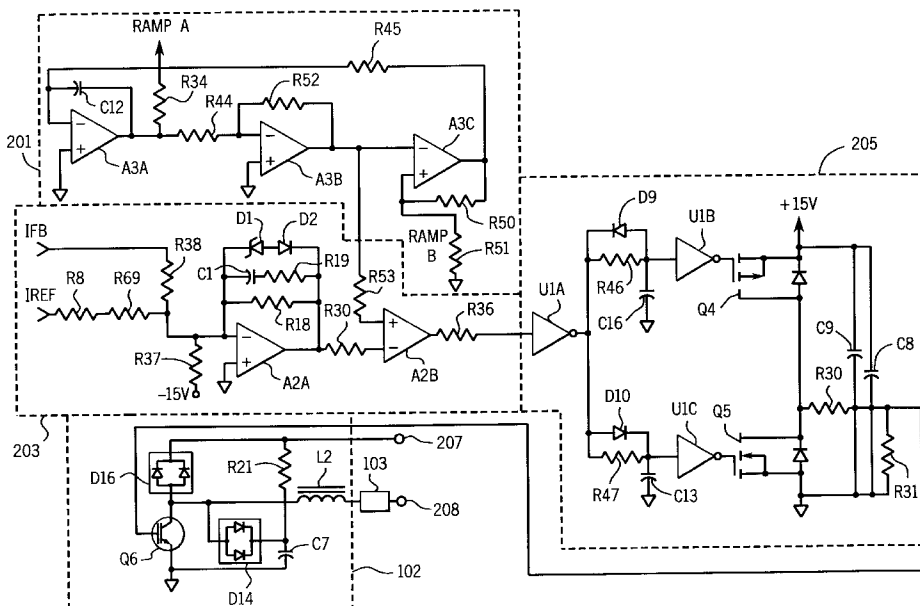 RAMP A
R45
R34
C12
R44
R52
A3C
201
A3A
A3B
205
+15V
R50
RAMP
B
R51
D9
U1B
IFB
D1
D2
R38
C1
R19
R53
IREF
R8
R69
R18
R30
R36
U1A
R46
C16
Q4
C9
C8
R37
-15V
A2A
A2B
R30
203
D10
U1C
Q5
207
R21
L2
103
D16
R47
C13
R31
208
Q6
C7
D14
102